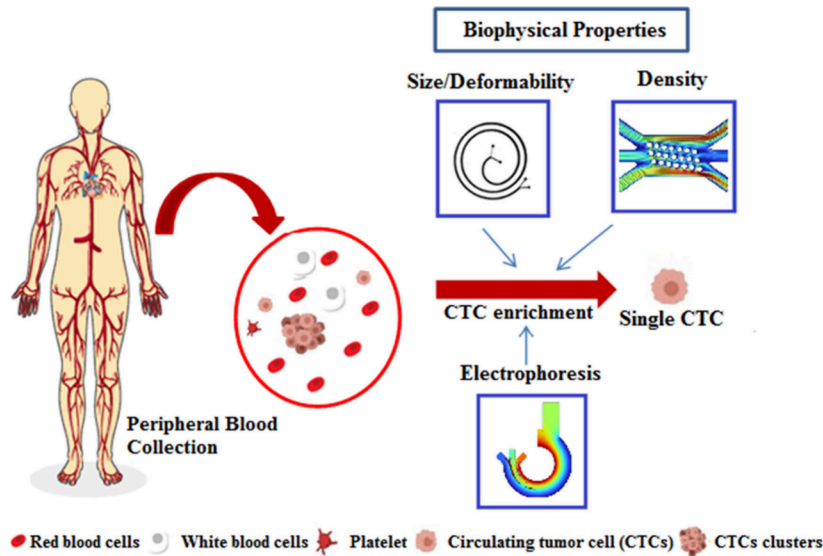 Biophysical Properties
Size/Deformability
Density
CTC enrichment
Single CTC
Electrophoresis
Peripheral Blood
Collection
Red blood cells White blood cells Platelet Circulating tumor cell (CTCs) CTCs clusters